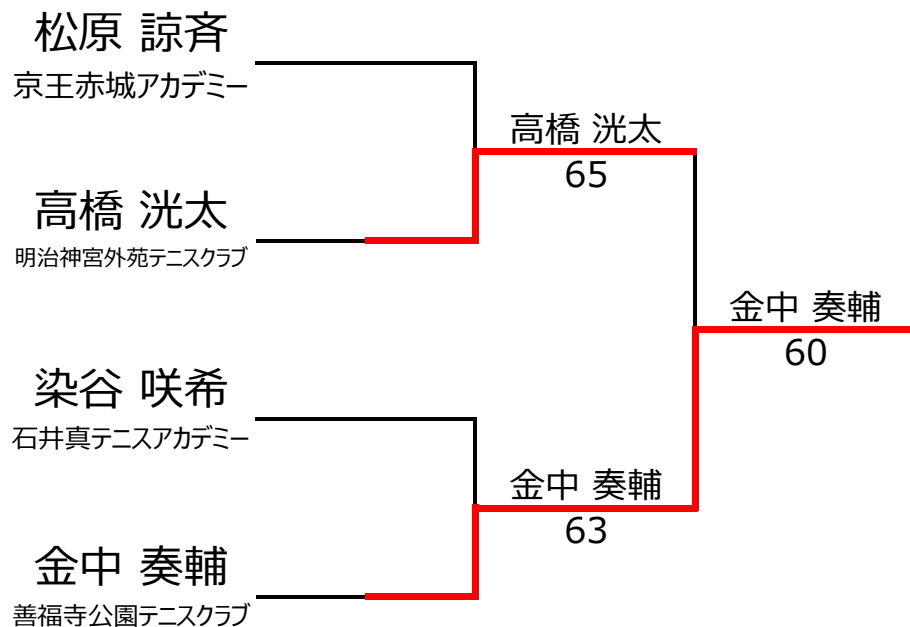 松原 諒斉
京王赤城アカデミー
高橋 洸太
65
高橋 洸太
明治神宮外苑テニスクラブ
金中 奏輔
60
染谷 咲希
石井真テニスアカデミー
金中 奏輔
63
金中 奏輔
善福寺公園テニスクラブ